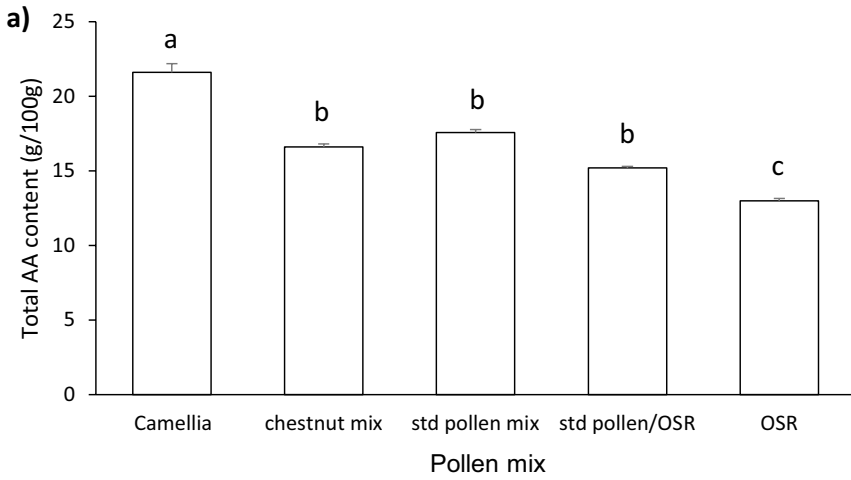 a)
Total AA content (g/100g)
25
20
15
10
5
0
a
b
b
b
c
Camellia
chestnut mix
std pollen mix
std pollen/OSR
OSR
Pollen mix